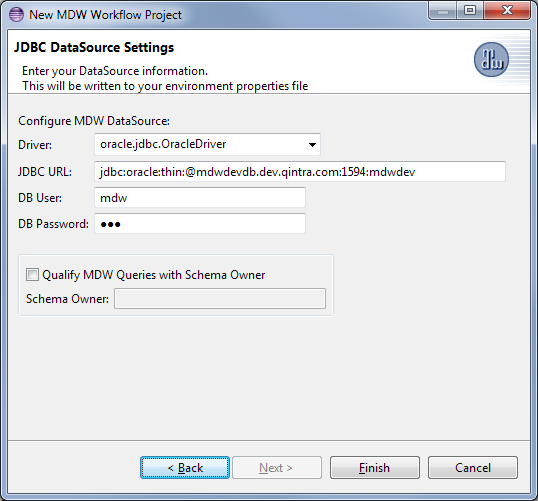 New MDW Workflow Project
JDBC DataSource Settings
Enter your DataSource information.
This will be written to your environment properties file
mdw
Configure MDW DataSource:
Driver: oracle.jdbc.OracleDriver
JDBC URL: jdbc:oracle:thin:@mdwdevdb.dev.qintra.com:1594:mdwdev
DB User: mdw
DB Password: ●●●
Qualify MDW Queries with Schema Owner
Schema Owner:
< Back Next > Finish Cancel